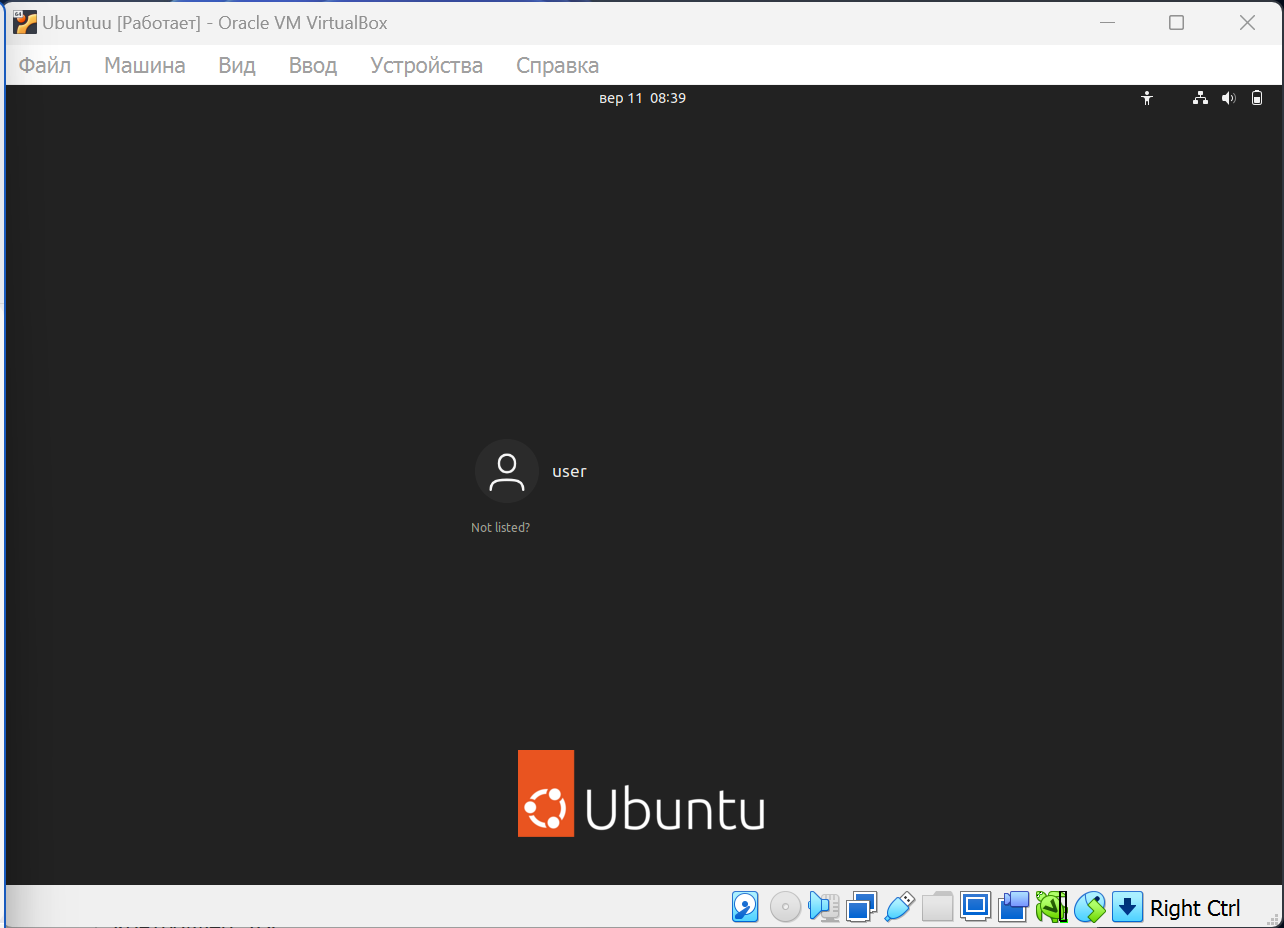 Ubuntuu [Работает] - Oracle VM VirtualBox
Файл Машина Вид Ввод Устройства Справка
вер 11 08:39
user
Not listed?
Ubuntu
Right Ctrl